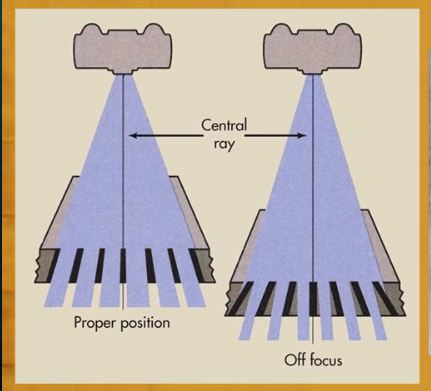 Central
ray
Proper position
Off focus